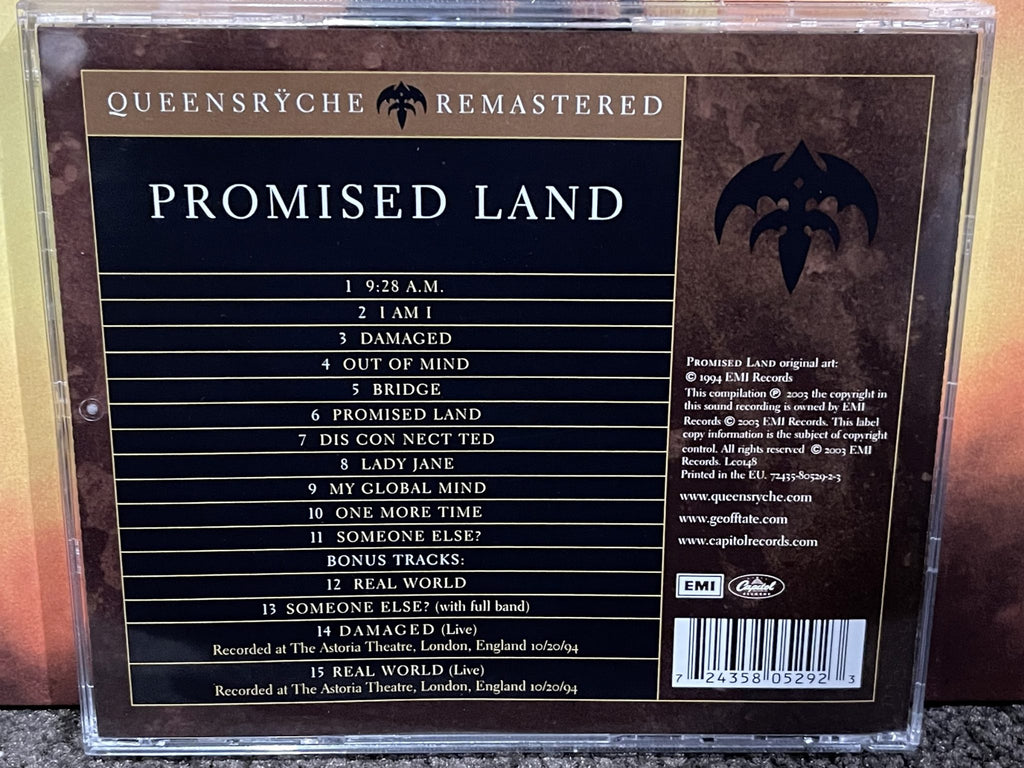 QUEENSRŸCHE REMASTERED
PROMISED LAND
1 9:28 A.M.
2 I AM I
3 DAMAGED
4 OUT OF MIND
5 BRIDGE
6 PROMISED LAND
7 DIS CON NECT TED
8 LADY JANE
9 MY GLOBAL MIND
10 ONE MORE TIME
11 SOMEONE ELSE?
BONUS TRACKS:
12 REAL WORLD
13 SOMEONE ELSE? (with full band)
14 DAMAGED (Live)
Recorded at The Astoria Theatre, London, England 10/20/94
15 REAL WORLD (Live)
Recorded at The Astoria Theatre, London, England 10/20/94
PROMISED LAND original art:
© 1994 EMI Records
This compilation ℗ 2003 the copyright in
this sound recording is owned by EMI
Records © 2003 EMI Records. This label
copy information is the subject of copyright
control. All rights reserved © 2003 EMI
Records. LC0148
Printed in the EU. 72435-80529-2-3
www.queensryche.com
www.geofftate.com
www.capitolrecords.com
EMI Capitol RECORDS
7 24358 05292 3